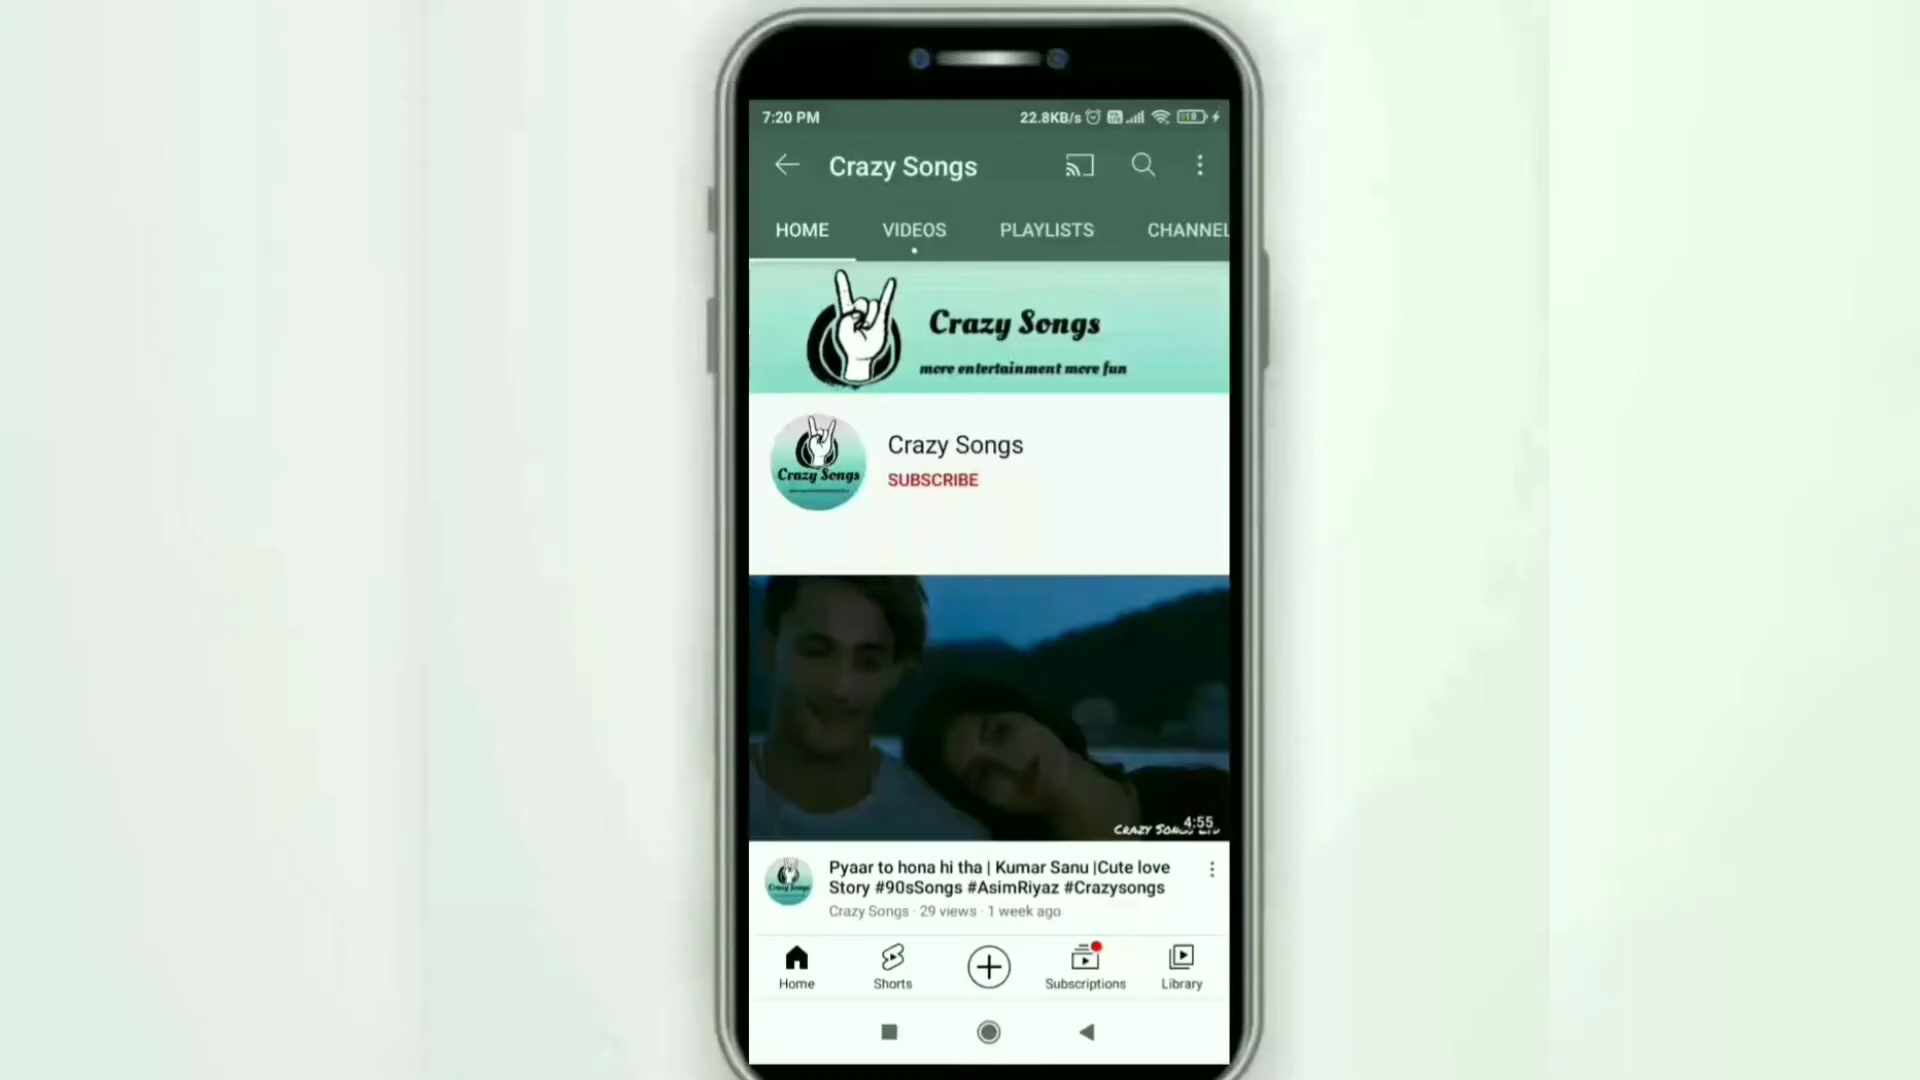 7:20 PM
22.8KB/s
Crazy Songs
HOME
VIDEOS
PLAYLISTS
CHANNEL
Crazy Songs
more entertainment more fun
Crazy Songs
Crazy Songs
SUBSCRIBE
4:55
Pyaar to hona hi tha | Kumar Sanu |Cute love
Story #90sSongs #AsimRiyaz #Crazysongs
Crazy Songs · 29 views · 1 week ago
Home
Shorts
Subscriptions
Library